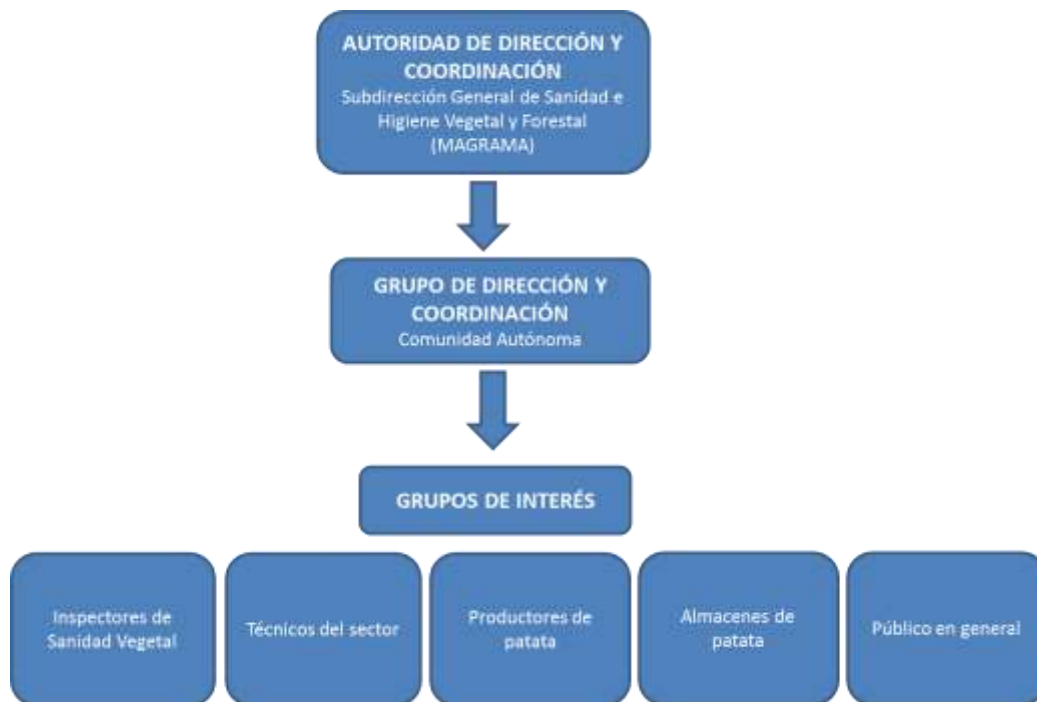 AUTORIDAD DE DIRECCIÓN Y
COORDINACIÓN
Subdirección General de Sanidad e
Higiene Vegetal y Forestal
(MAGRAMA)
GRUPO DE DIRECCIÓN Y
COORDINACIÓN
Comunidad Autónoma
GRUPOS DE INTERÉS
Inspectores de
Sanidad Vegetal
Técnicos del sector
Productores de
patata
Almacenes de
patata
Público en general